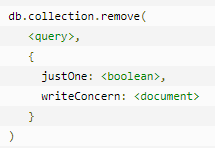 db.collection.remove(
<query>,
{
justOne: <boolean>,
writeConcern: <document>
}
)